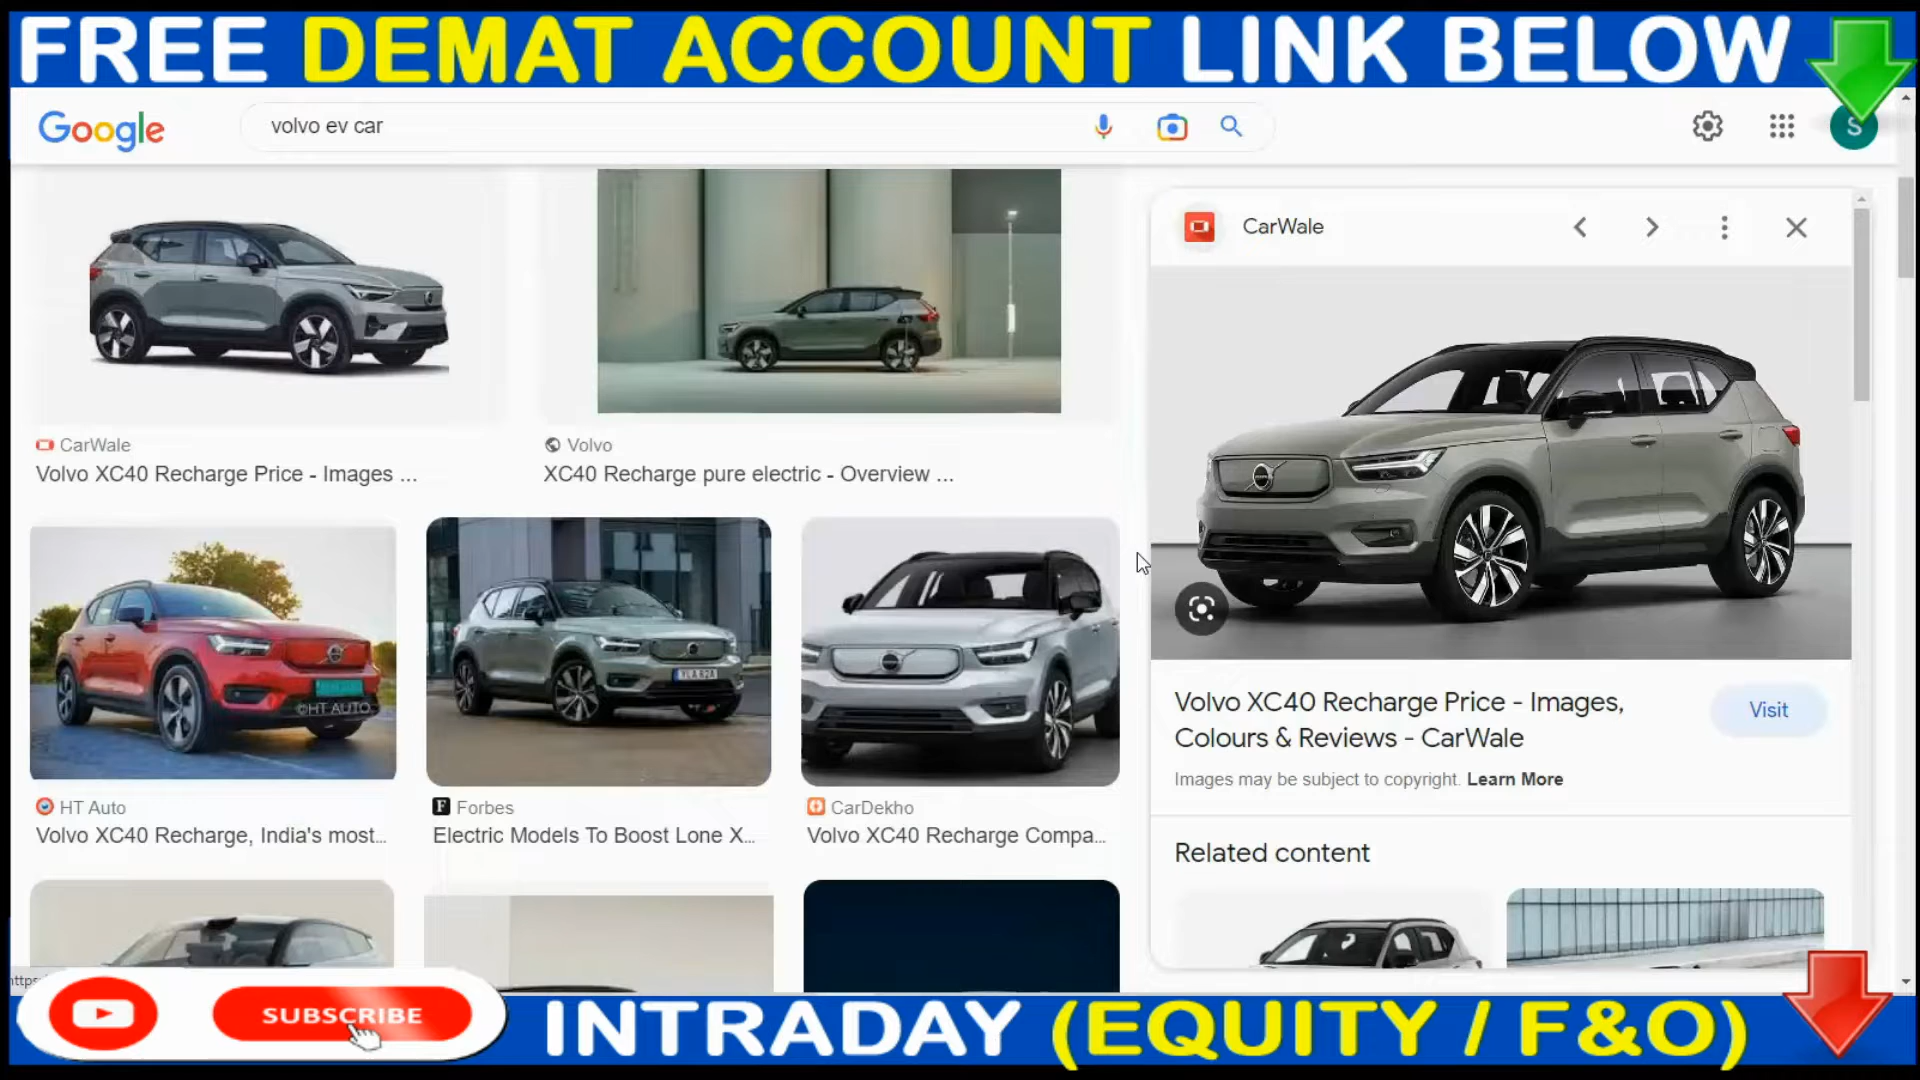 FREE DEMAT ACCOUNT LINK BELOW
Google
volvo ev car
S
CarWale
CarWale
Volvo XC40 Recharge Price - Images ...
Volvo
XC40 Recharge pure electric - Overview ...
©HT AUTO
HT Auto
Volvo XC40 Recharge, India's most...
Forbes
Electric Models To Boost Lone X...
CarDekho
Volvo XC40 Recharge Compa...
Volvo XC40 Recharge Price - Images,
Colours & Reviews - CarWale
Visit
Images may be subject to copyright. Learn More
Related content
SUBSCRIBE
INTRADAY (EQUITY / F&O)